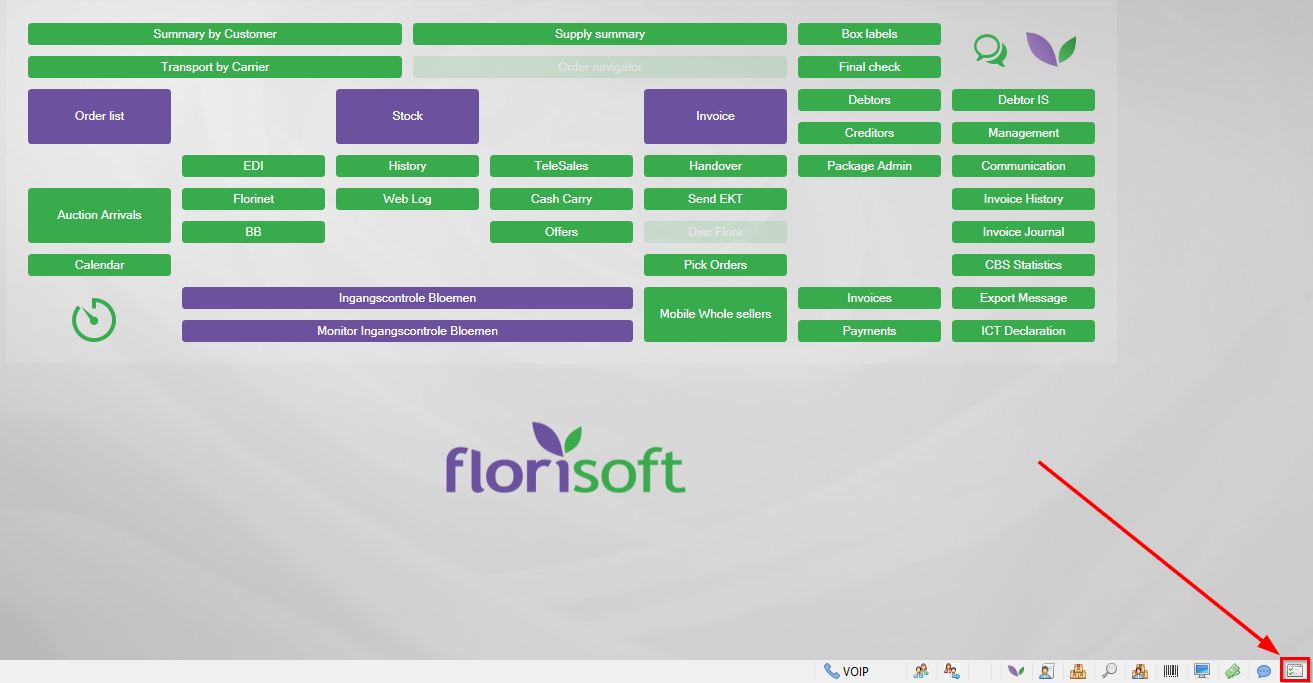 Summary by Customer
Supply summary
Box labels
Transport by Carrier
Order navigator
Final check
Order list
Stock
Invoice
Debtors
Debtor IS
Creditors
Management
EDI
History
TeleSales
Handover
Package Admin
Communication
Auction Arrivals
Florinet
Web Log
Cash Carry
Send EKT
Invoice History
BB
Offers
Disc Flora
Invoice Journal
Calendar
Pick Orders
CBS Statistics
Ingangscontrole Bloemen
Mobile Whole sellers
Invoices
Export Message
Monitor Ingangscontrole Bloemen
Payments
ICT Declaration
florisoft
VOIP